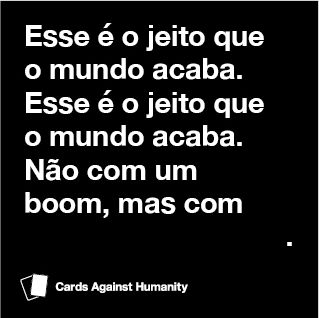 Esse é o jeito que
o mundo acaba.
Esse é o jeito que
o mundo acaba.
Não com um
boom, mas com
.
Cards Against Humanity